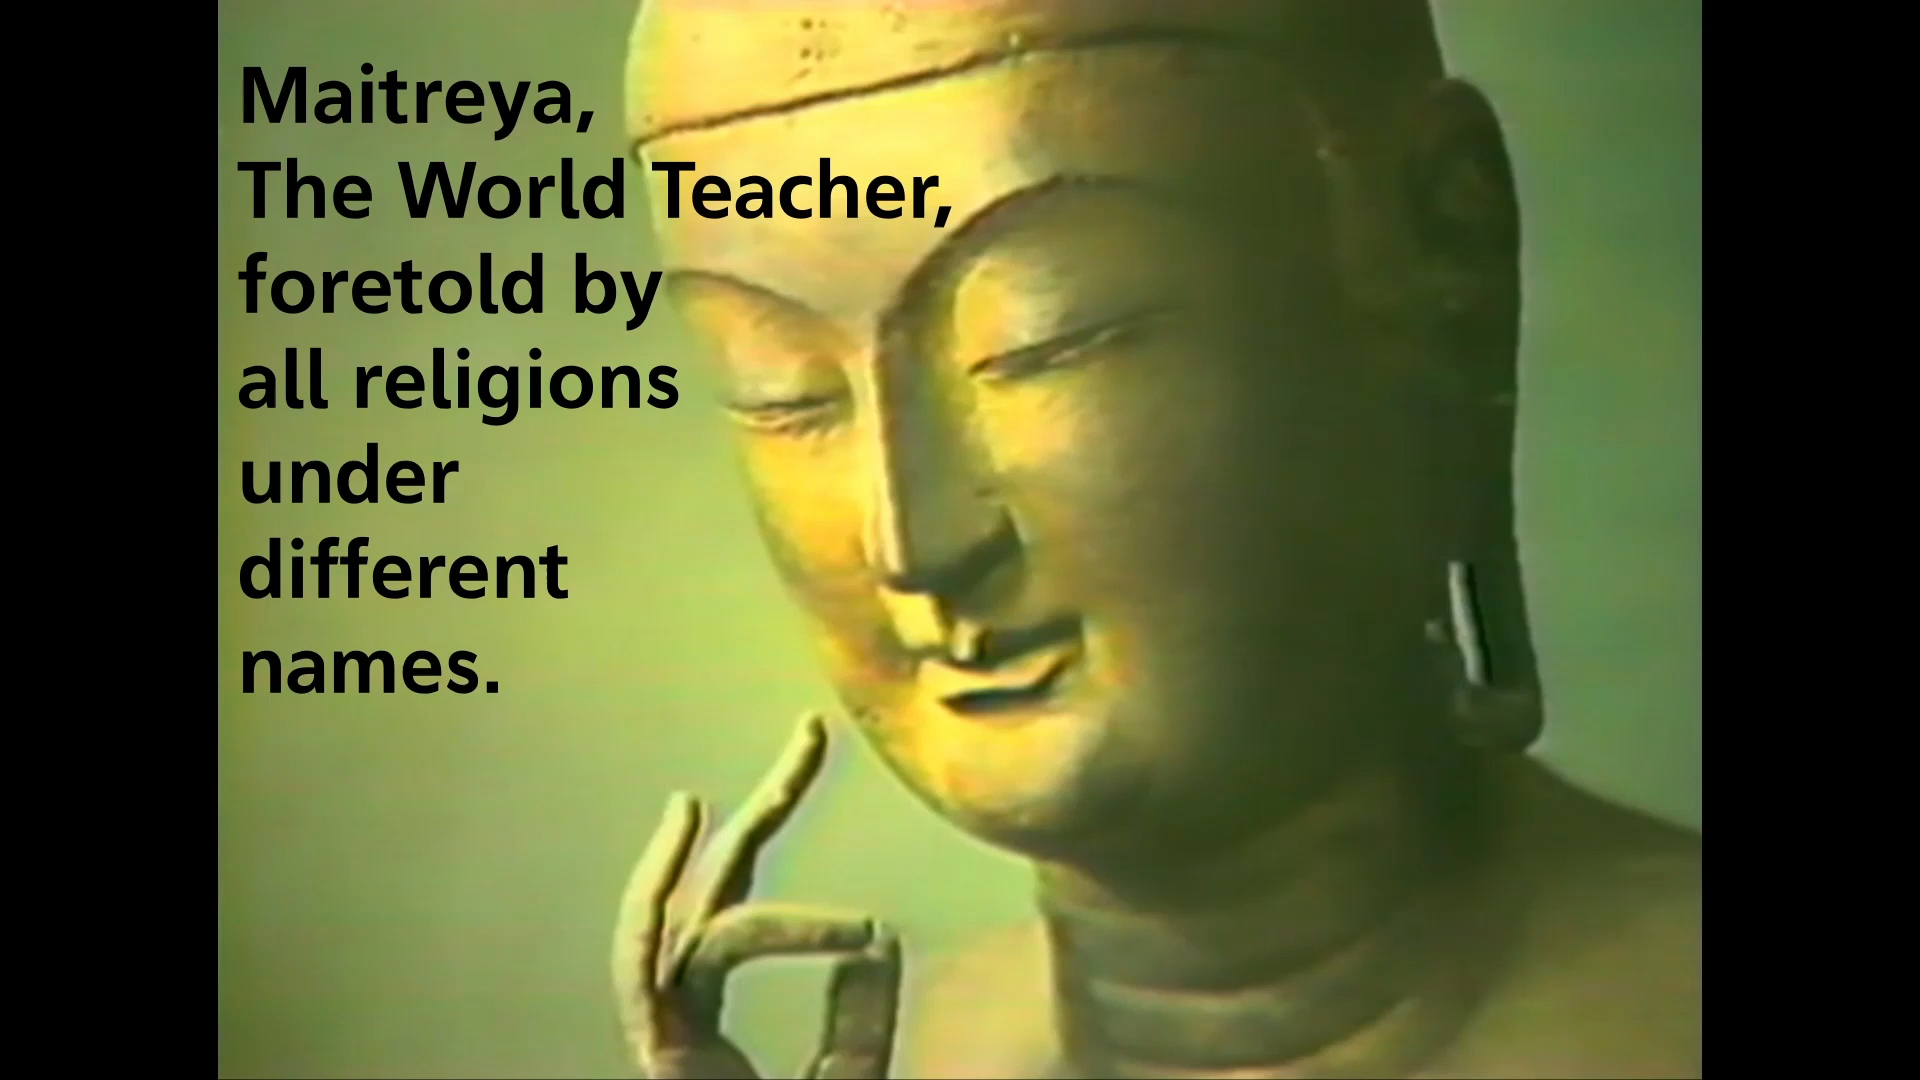 Maitreya,
The World Teacher,
foretold by
all religions
under
different
names.